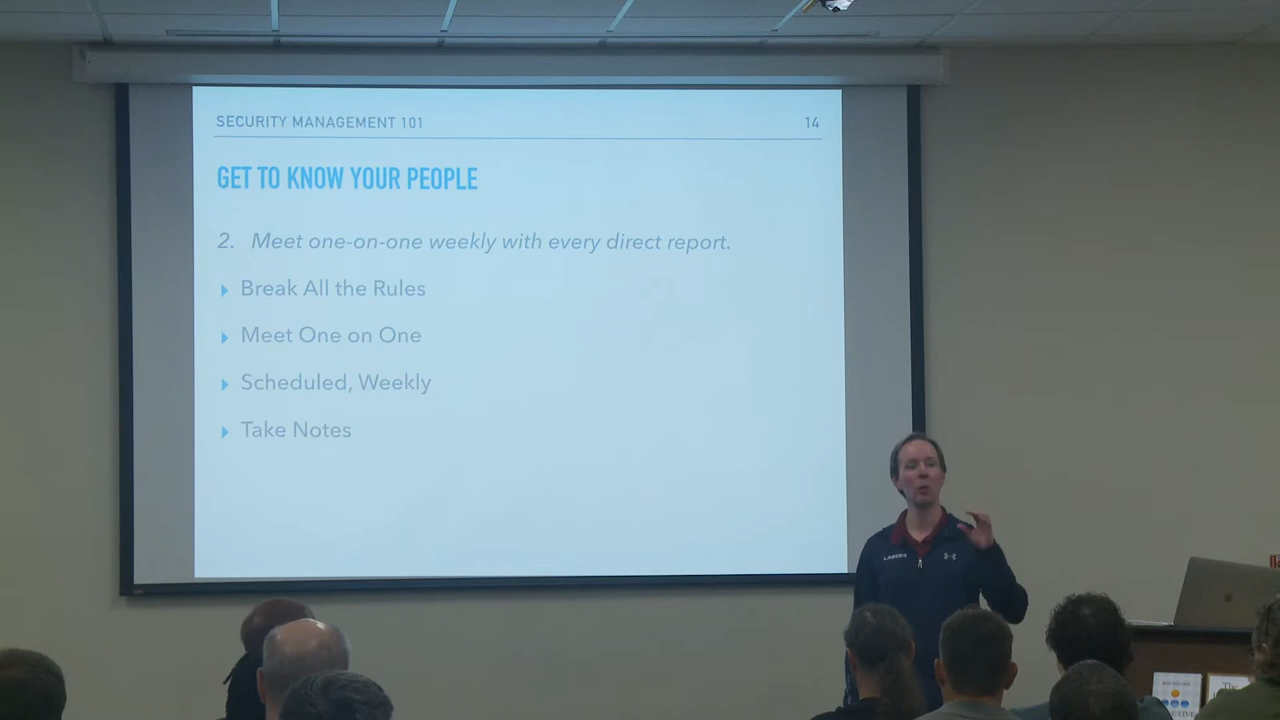 SECURITY MANAGEMENT 101
14
GET TO KNOW YOUR PEOPLE
2. Meet one-on-one weekly with every direct report.
Break All the Rules
Meet One on One
Scheduled, Weekly
Take Notes
The